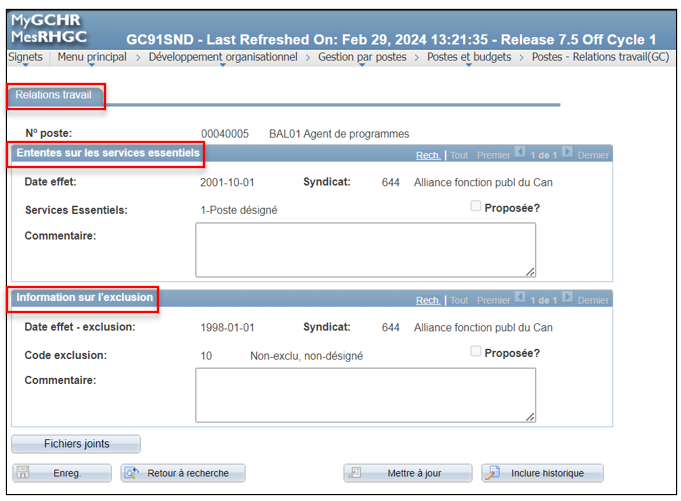 MyGCHR
MesRHGC
GC91SND - Last Refreshed On: Feb 29, 2024 13:21:35 - Release 7.5 Off Cycle 1
Signets Menu principal > Développement organisationnel > Gestion par postes > Postes et budgets > Postes - Relations travail(GC)
Relations travail
Nº poste: 00040005 BAL01 Agent de programmes
Ententes sur les services essentiels Rech. | Tout Premier 1 de 1 Dernier
Date effet: 2001-10-01 Syndicat: 644 Alliance fonction publ du Can
Services Essentiels: 1-Poste désigné Proposée?
Commentaire:
Information sur l'exclusion Rech. | Tout Premier 1 de 1 Dernier
Date effet - exclusion: 1998-01-01 Syndicat: 644 Alliance fonction publ du Can
Code exclusion: 10 Non-exclu, non-désigné Proposée?
Commentaire:
Fichiers joints
Enreg. Retour à recherche Mettre à jour Inclure historique